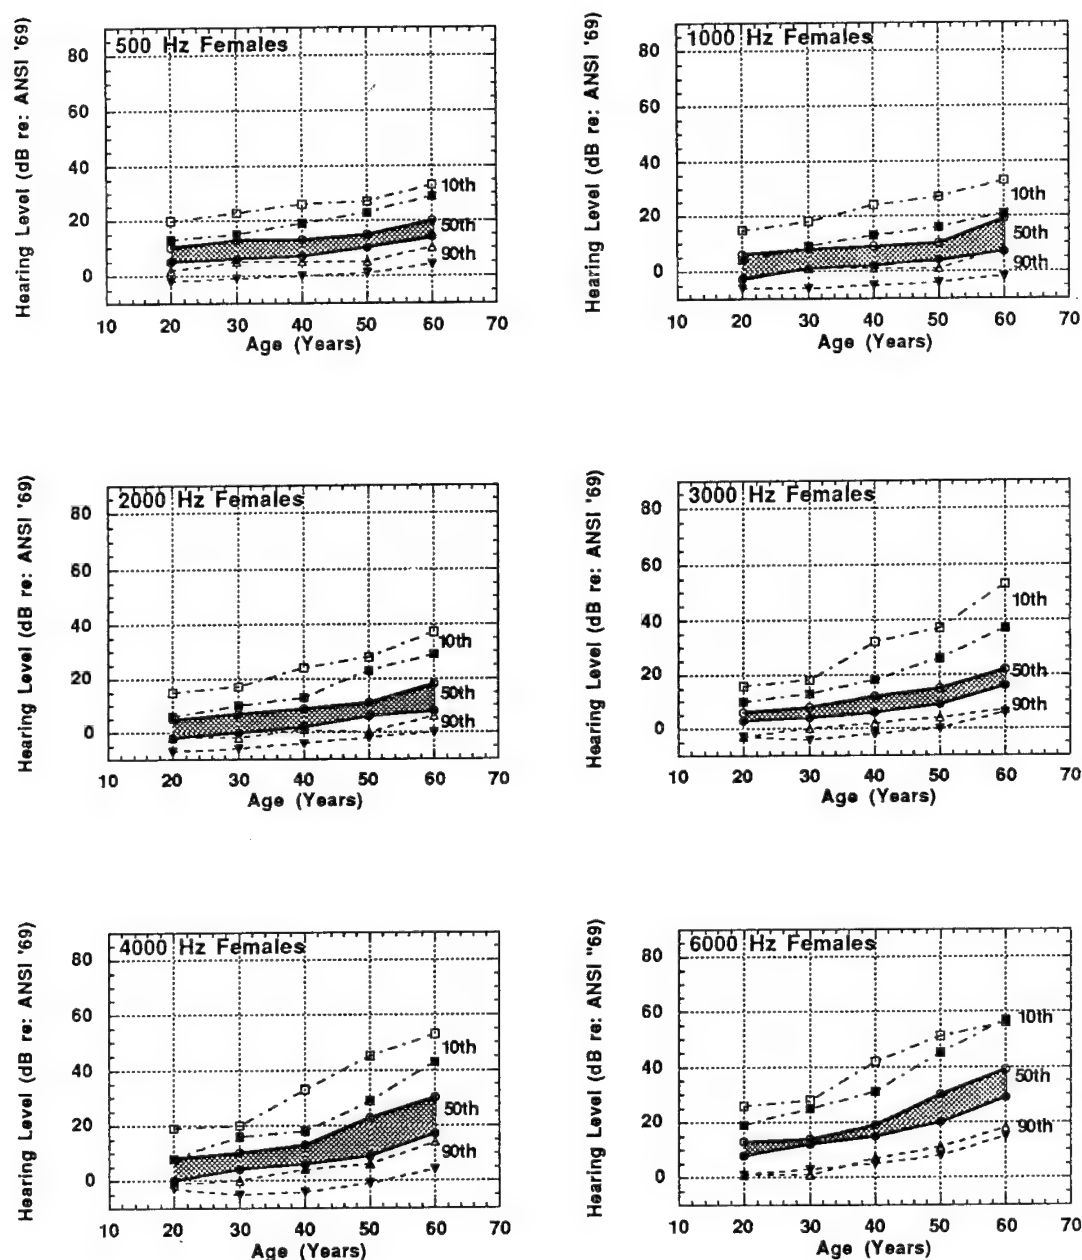 500 Hz Females
Hearing Level (dB re: ANSI '69)
80
60
40
20
0
10th
50th
90th
10 20 30 40 50 60 70
Age (Years)
1000 Hz Females
Hearing Level (dB re: ANSI '69)
80
60
40
20
0
10th
50th
90th
10 20 30 40 50 60 70
Age (Years)
2000 Hz Females
Hearing Level (dB re: ANSI '69)
80
60
40
20
0
10th
50th
90th
10 20 30 40 50 60 70
Age (Years)
3000 Hz Females
Hearing Level (dB re: ANSI '69)
80
60
40
20
0
10th
50th
90th
10 20 30 40 50 60 70
Age (Years)
4000 Hz Females
Hearing Level (dB re: ANSI '69)
80
60
40
20
0
10th
50th
90th
10 20 30 40 50 60 70
Age (Years)
6000 Hz Females
Hearing Level (dB re: ANSI "69)
80
60
40
20
0
10th
50th
90th
10 20 30 40 50 60 70
Age (Years)